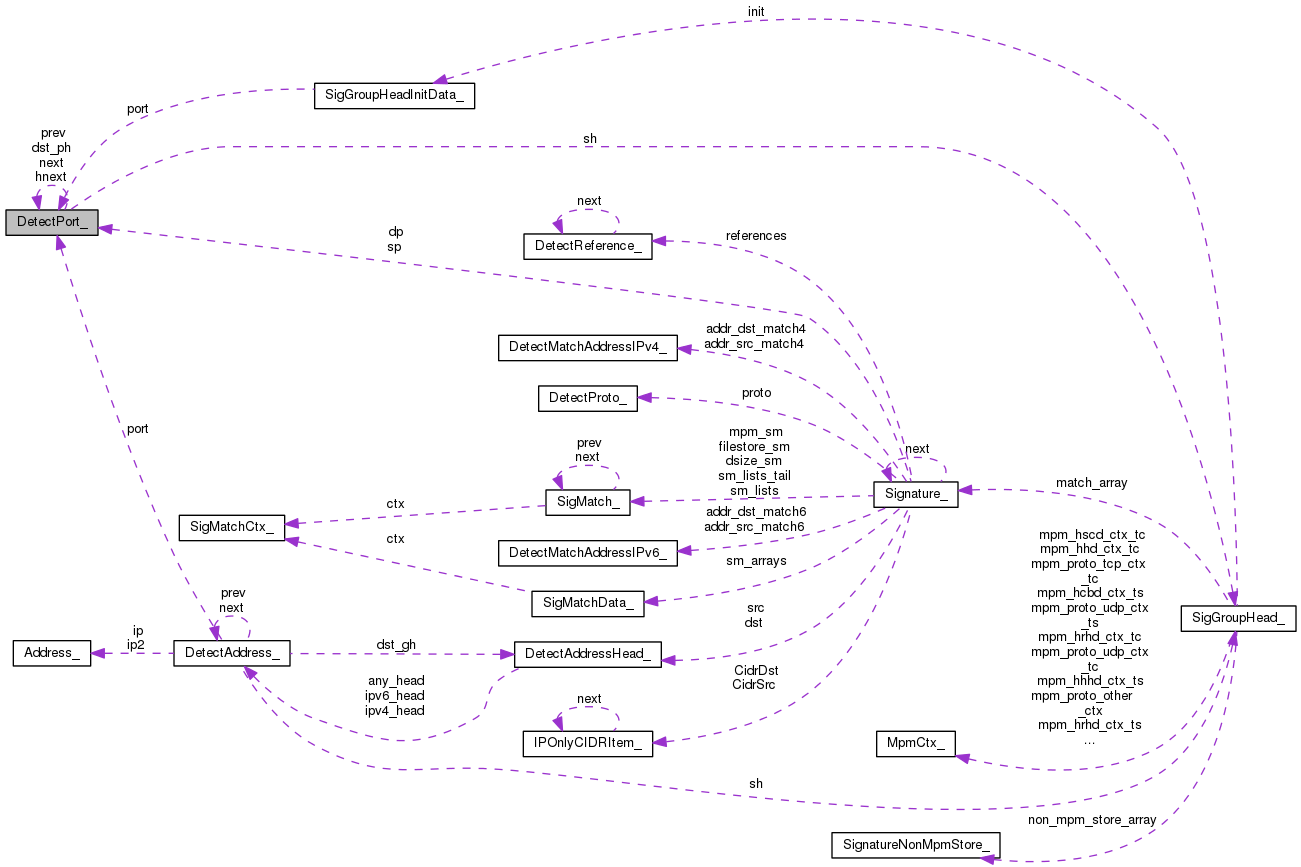 init
SigGroupHeadInitData_
port
prev
dst_ph
next
hnext
sh
DetectPort_
next
dp
sp
DetectReference_
references
addr_dst_match4
addr_src_match4
DetectMatchAddressIPv4_
DetectProto_
proto
mpm_sm
filestore_sm
dsize_sm
sm_lists_tail
sm_lists
prev
next
next
port
SigMatch_
Signature_
match_array
ctx
SigMatchCtx_
addr_dst_match6
addr_src_match6
ctx
DetectMatchAddressIPv6_
sm_arrays
mpm_hscd_ctx_tc
mpm_hhd_ctx_tc
mpm_proto_tcp_ctx
_tc
mpm_hcbd_ctx_ts
mpm_proto_udp_ctx
_ts
mpm_hrhd_ctx_tc
mpm_proto_udp_ctx
_tc
mpm_hhhd_ctx_ts
mpm_proto_other
_ctx
mpm_hrhd_ctx_ts
...
SigMatchData_
prev
next
src
dst
SigGroupHead_
ip
ip2
Address_
DetectAddress_
dst_gh
DetectAddressHead_
any_head
ipv6_head
ipv4_head
CidrDst
CidrSrc
next
IPOnlyCIDRItem_
MpmCtx_
sh
non_mpm_store_array
SignatureNonMpmStore_